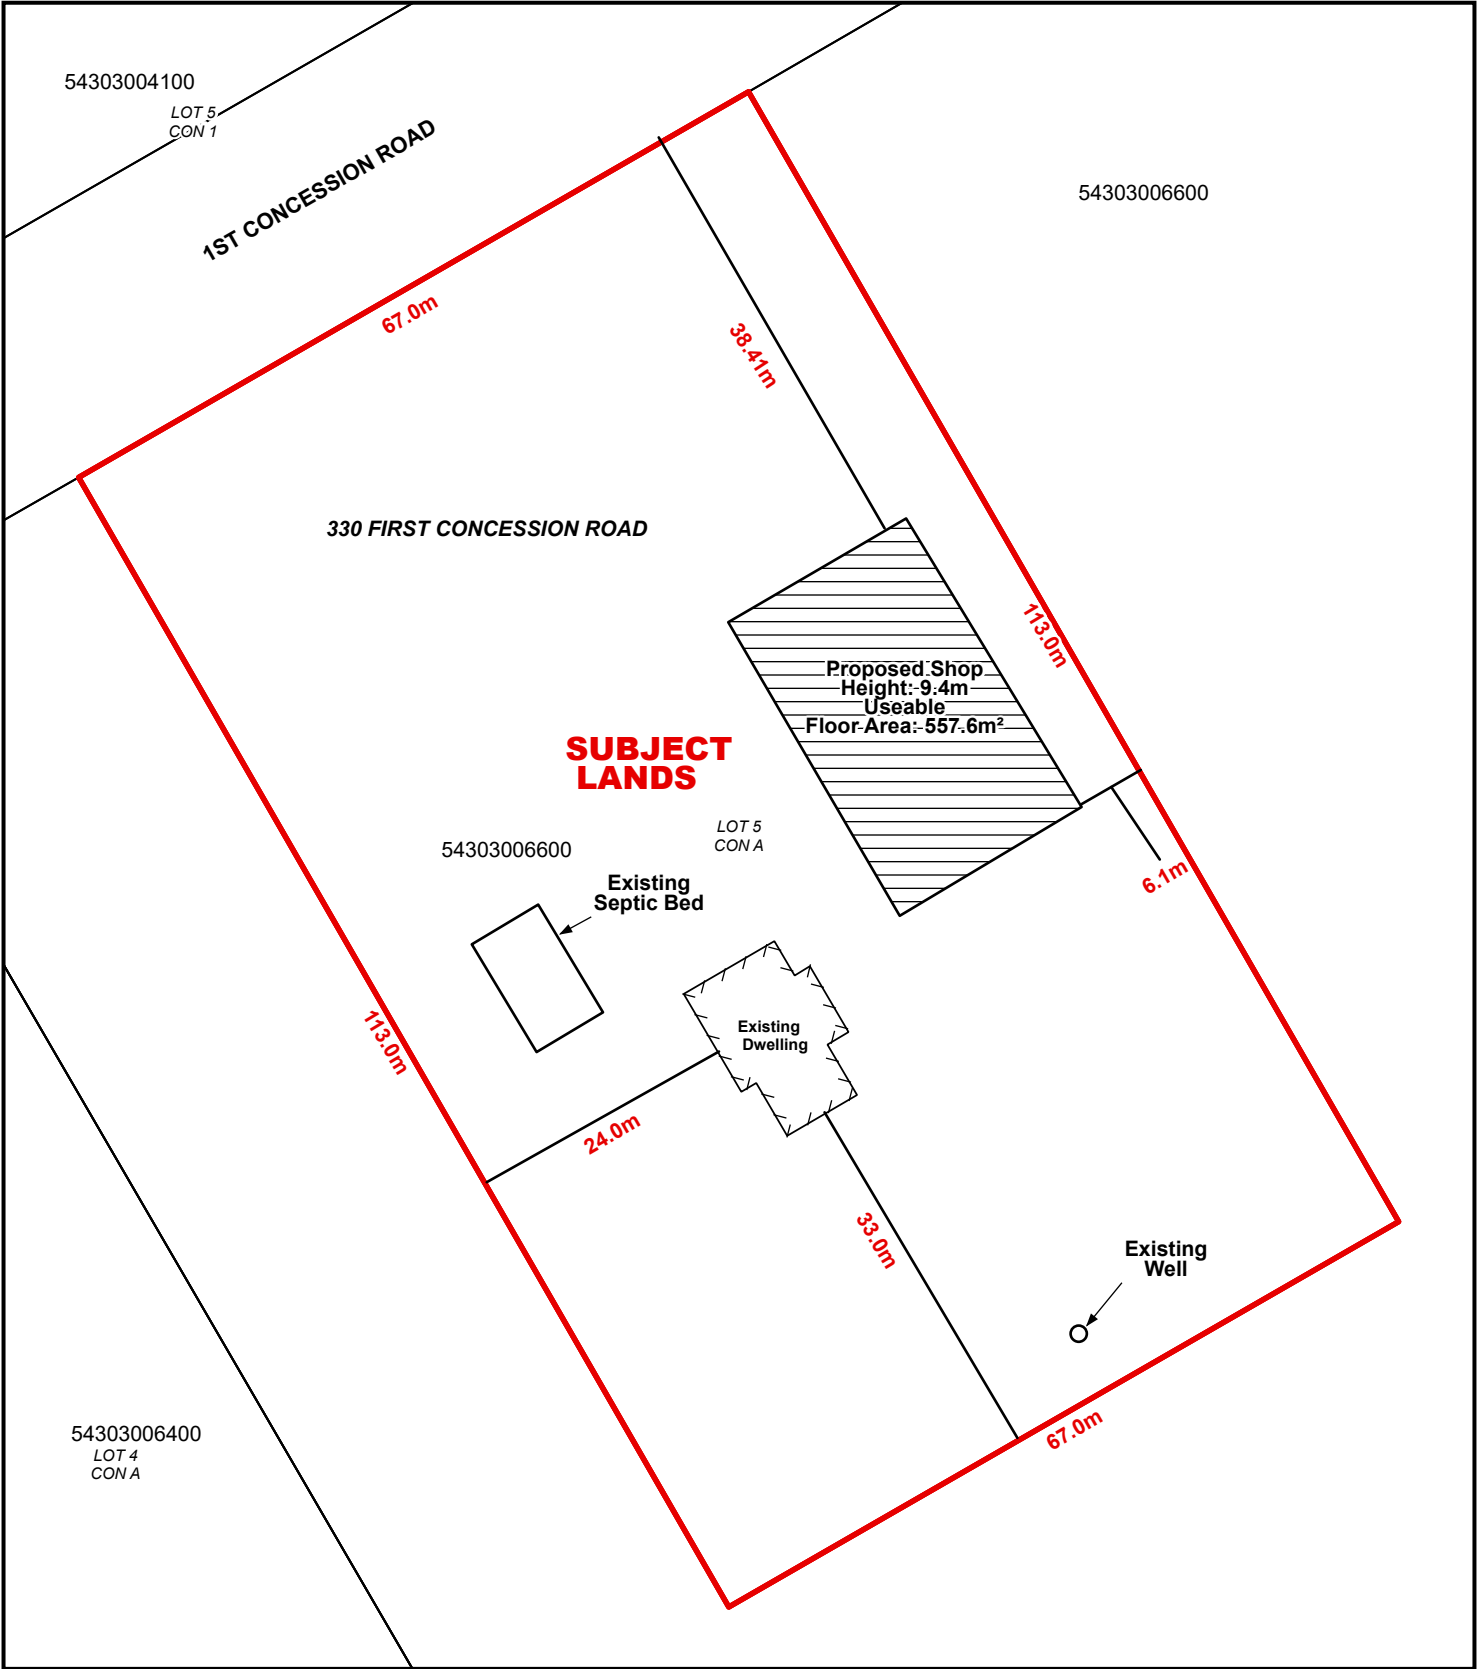 54303004100
LOT 5
CON 1
1ST CONCESSION ROAD
54303006600
67.0m
38.41m
330 FIRST CONCESSION ROAD
113.0m
Proposed Shop
Height: 9.4m
Useable
Floor Area: 557.6m²
SUBJECT
LANDS
LOT 5
CON A
54303006600
Existing
Septic Bed
6.1m
Existing
Dwelling
113.0m
24.0m
33.0m
Existing
Well
67.0m
54303006400
LOT 4
CON A